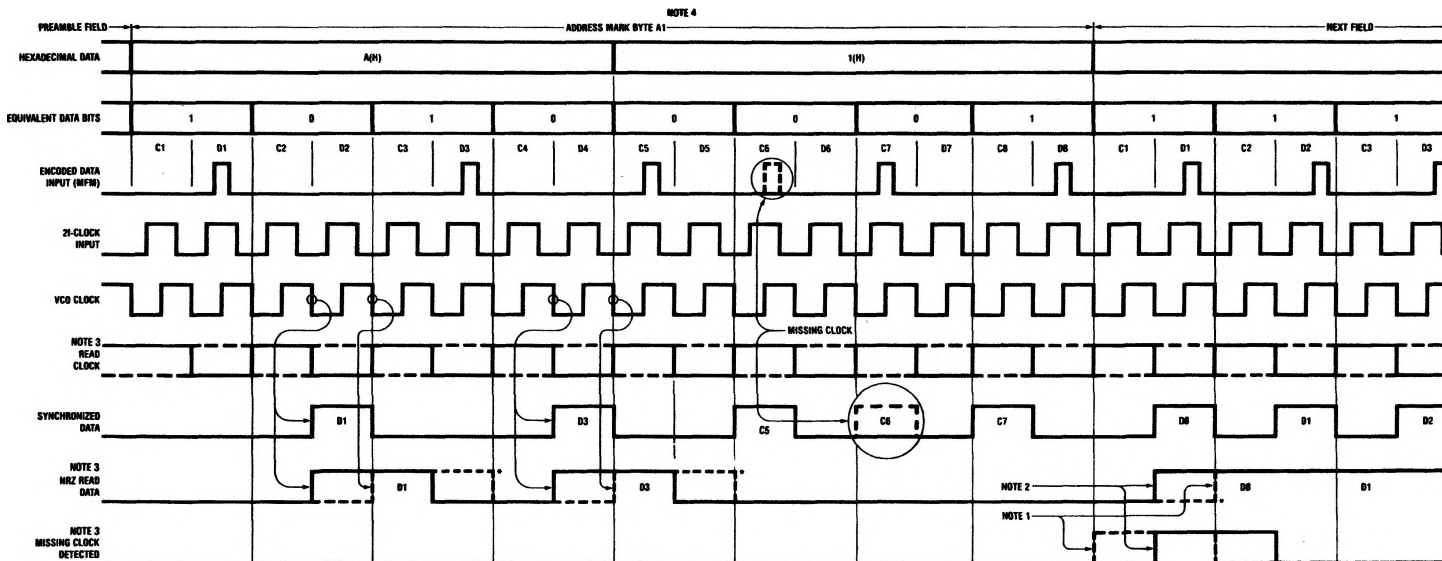 NOTE 4
PREAMBLE FIELD ADDRESS MARK BYTE A1 NEXT FIELD
HEXADECIMAL DATA A(H) 1(H)
EQUIVALENT DATA BITS 1 0 1 0 0 0 0 1 1 1 1
C1 D1 C2 D2 C3 D3 C4 D4 C5 D5 C6 D6 C7 D7 C8 D8 C1 D1 C2 D2 C3 D3
ENCODED DATA
INPUT (MFM)
2f-CLOCK
INPUT
VCO CLOCK
MISSING CLOCK
NOTE 3
READ
CLOCK
SYNCHRONIZED
DATA
D1 D3 C5 C6 C7 D8 D1 D2
NOTE 3
NRZ READ
DATA
D1 D3 D8 D1
NOTE 2
NOTE 1
NOTE 3
MISSING CLOCK
DETECTED